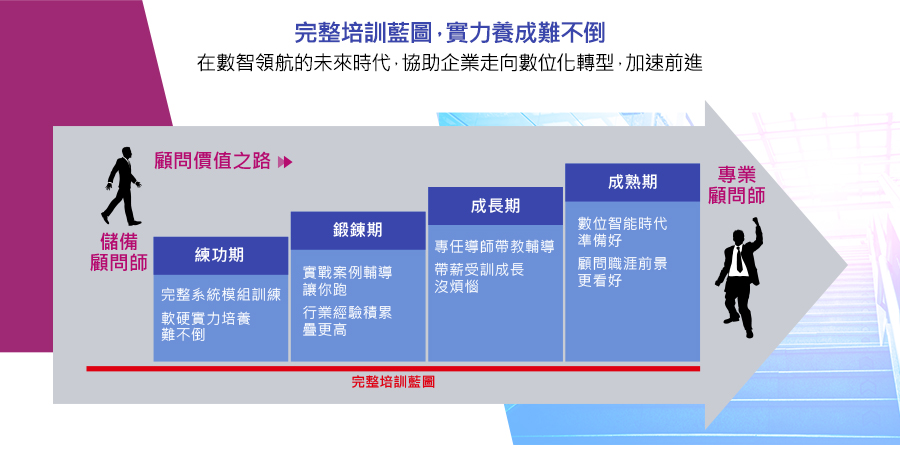 完整培訓藍圖，實力養成難不倒
在數智領航的未來時代，協助企業走向數位化轉型，加速前進
顧問價值之路
儲備
顧問師
練功期
完整系統模組訓練
軟硬實力培養
難不倒
鍛鍊期
實戰案例輔導
讓你跑
行業經驗積累
疊更高
成長期
專任導師帶教輔導
帶薪受訓成長
沒煩惱
成熟期
數位智能時代
準備好
顧問職涯前景
更看好
專業
顧問師
完整培訓藍圖